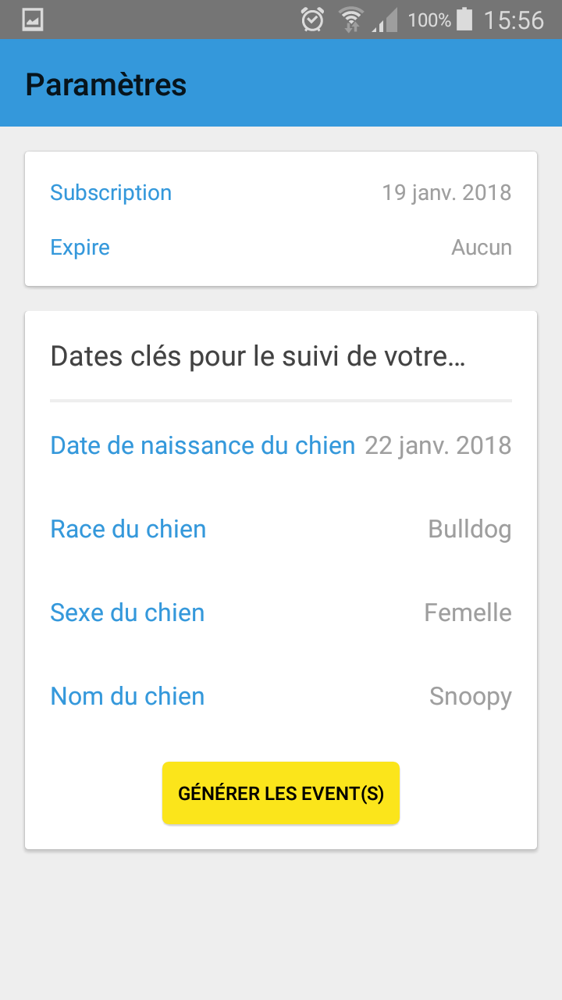 100% 15:56
Paramètres
Subscription 19 janv. 2018
Expire Aucun
Dates clés pour le suivi de votre…
Date de naissance du chien 22 janv. 2018
Race du chien Bulldog
Sexe du chien Femelle
Nom du chien Snoopy
GÉNÉRER LES EVENT(S)